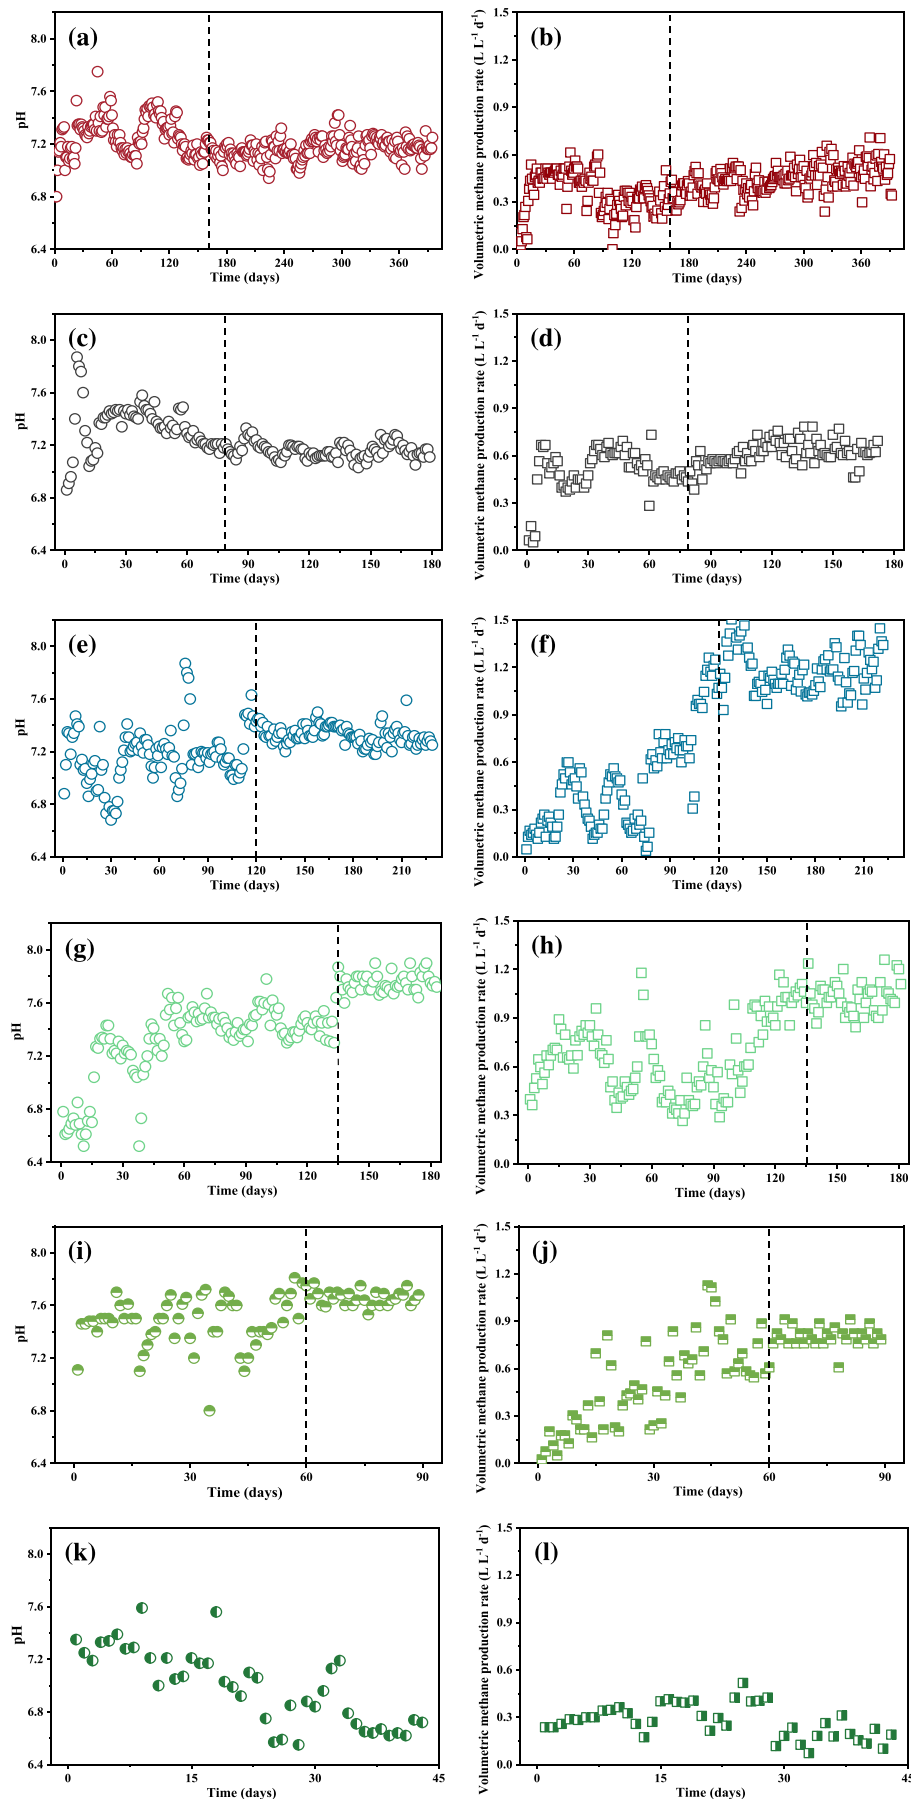 (a)
8.0
7.6
7.2
6.8
6.4
pH
0 60 120 180 240 300 360
Time (days)
(b)
1.5
1.2
0.9
0.6
0.3
0.0
Volumetric methane production rate (L L⁻¹ d⁻¹)
0 60 120 180 240 300 360
Time (days)
(c)
8.0
7.6
7.2
6.8
6.4
pH
0 30 60 90 120 150 180
Time (days)
(d)
1.5
1.2
0.9
0.6
0.3
0.0
Volumetric methane production rate (L L⁻¹ d⁻¹)
0 30 60 90 120 150 180
Time (days)
(e)
8.0
7.6
7.2
6.8
6.4
pH
0 30 60 90 120 150 180 210
Time (days)
(f)
1.5
1.2
0.9
0.6
0.3
0.0
Volumetric methane production rate (L L⁻¹ d⁻¹)
0 30 60 90 120 150 180 210
Time (days)
(g)
8.0
7.6
7.2
6.8
6.4
pH
0 30 60 90 120 150 180
Time (days)
(h)
1.5
1.2
0.9
0.6
0.3
0.0
Volumetric methane production rate (L L⁻¹ d⁻¹)
0 30 60 90 120 150 180
Time (days)
(i)
8.0
7.6
7.2
6.8
6.4
pH
0 30 60 90
Time (days)
(j)
1.5
1.2
0.9
0.6
0.3
0.0
Volumetric methane production rate (L L⁻¹ d⁻¹)
0 30 60 90
Time (days)
(k)
8.0
7.6
7.2
6.8
6.4
pH
0 15 30 45
Time (days)
(l)
1.5
1.2
0.9
0.6
0.3
0.0
Volumetric methane production rate (L L⁻¹ d⁻¹)
0 15 30 45
Time (days)